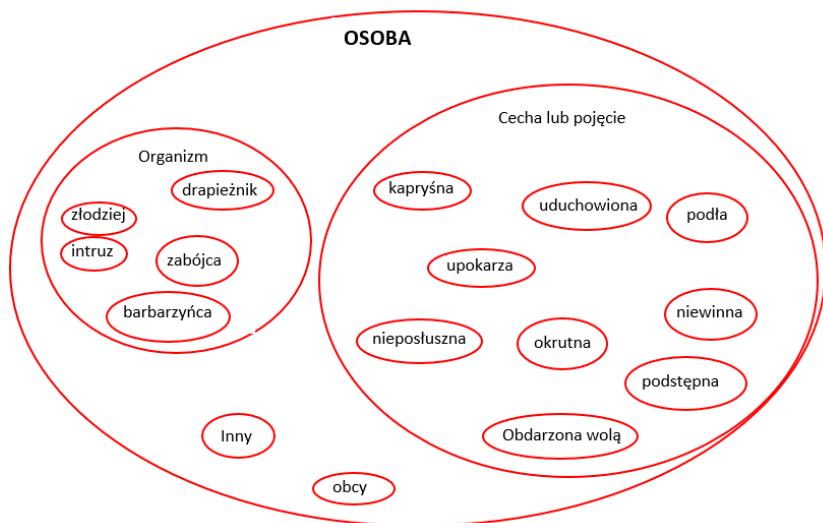 OSOBA
Cecha lub pojęcie
Organizm
drapieżnik
złodziej
intruz
zabójca
barbarzyńca
kapryśna
uduchowiona
podła
upokarza
niewinna
nieposłuszna
okrutna
podstępna
Obdarzona wolą
Inny
obcy